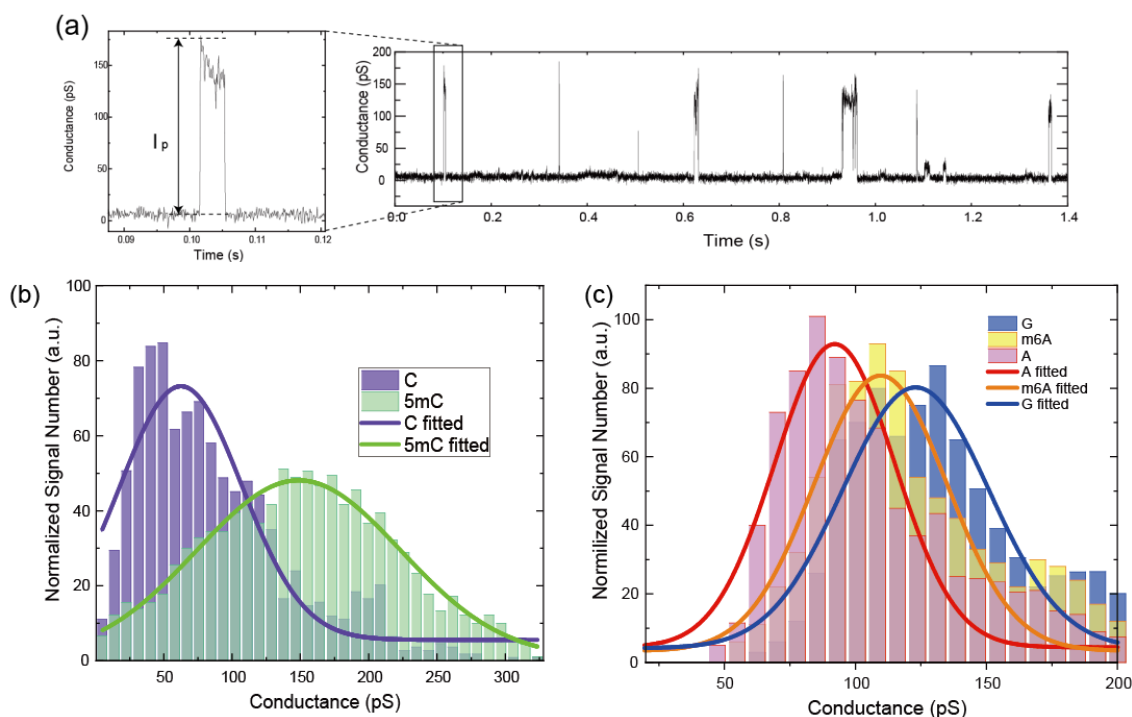 (a)
Conductance (pS)
175
150
100
50
0
I p
0.09
0.10
0.11
0.12
Time (s)
Conductance (pS)
200
150
100
50
0
0.0
0.2
0.4
0.6
0.8
1.0
1.2
1.4
Time (s)
(b)
Normalized Signal Number (a.u.)
100
80
60
40
20
0
C
5mC
C fitted
5mC fitted
50
100
150
200
250
300
Conductance (pS)
(c)
Normilized Signal Number (a.u.)
100
80
60
40
20
0
G
m6A
A
A fitted
m6A fitted
G fitted
50
100
150
200
Conductance (pS)